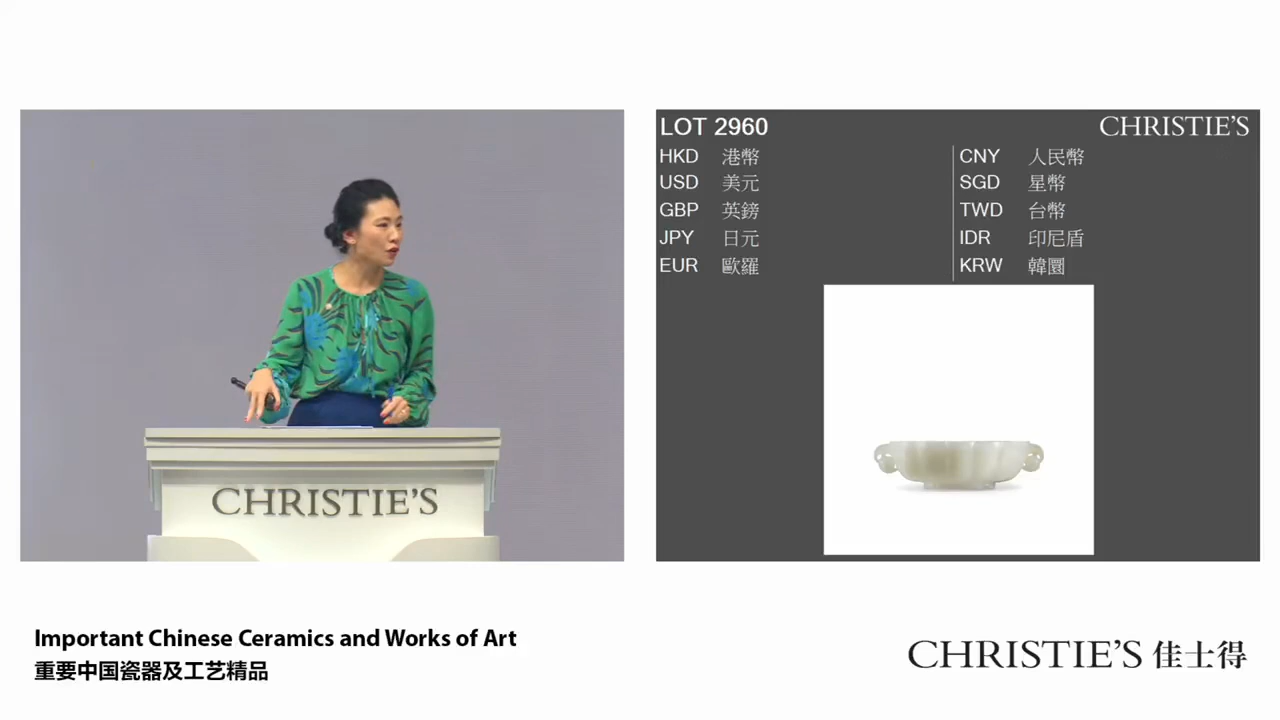 CHRISTIE'S
LOT 2960
CHRISTIE'S
HKD 港幣
USD 美元
GBP 英鎊
JPY 日元
EUR 歐羅
CNY 人民幣
SGD 星幣
TWD 台幣
IDR 印尼盾
KRW 韓圜
Important Chinese Ceramics and Works of Art
重要中国瓷器及工艺精品
CHRISTIE'S 佳士得